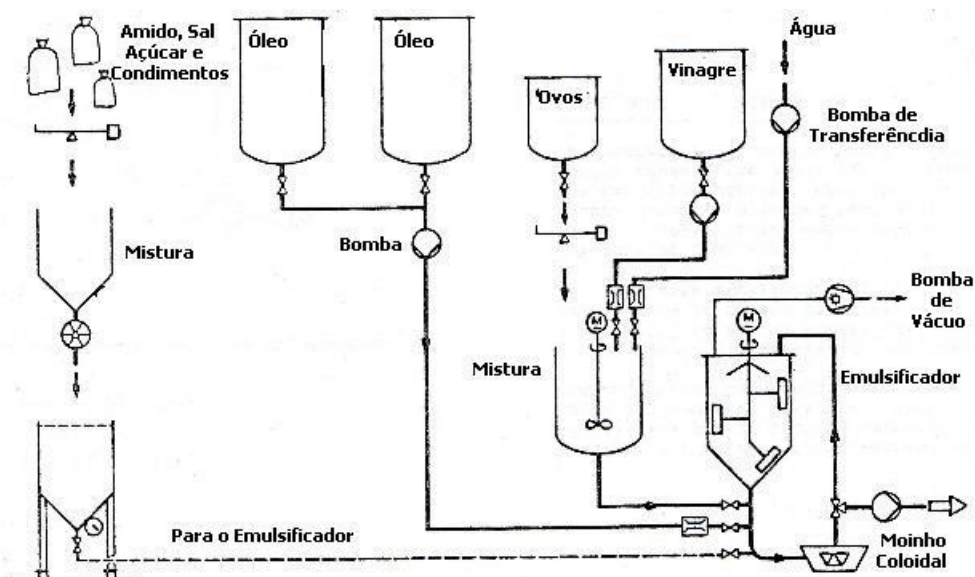 Amido, Sal
Açúcar e
Condimentos
Óleo
Óleo
Ovos
Vinagre
Água
Bomba de
Transferêncdia
Mistura
Bomba
Bomba
de
Vácuo
M
M
Mistura
Emulsificador
Para o Emulsificador
Moinho
Coloidal